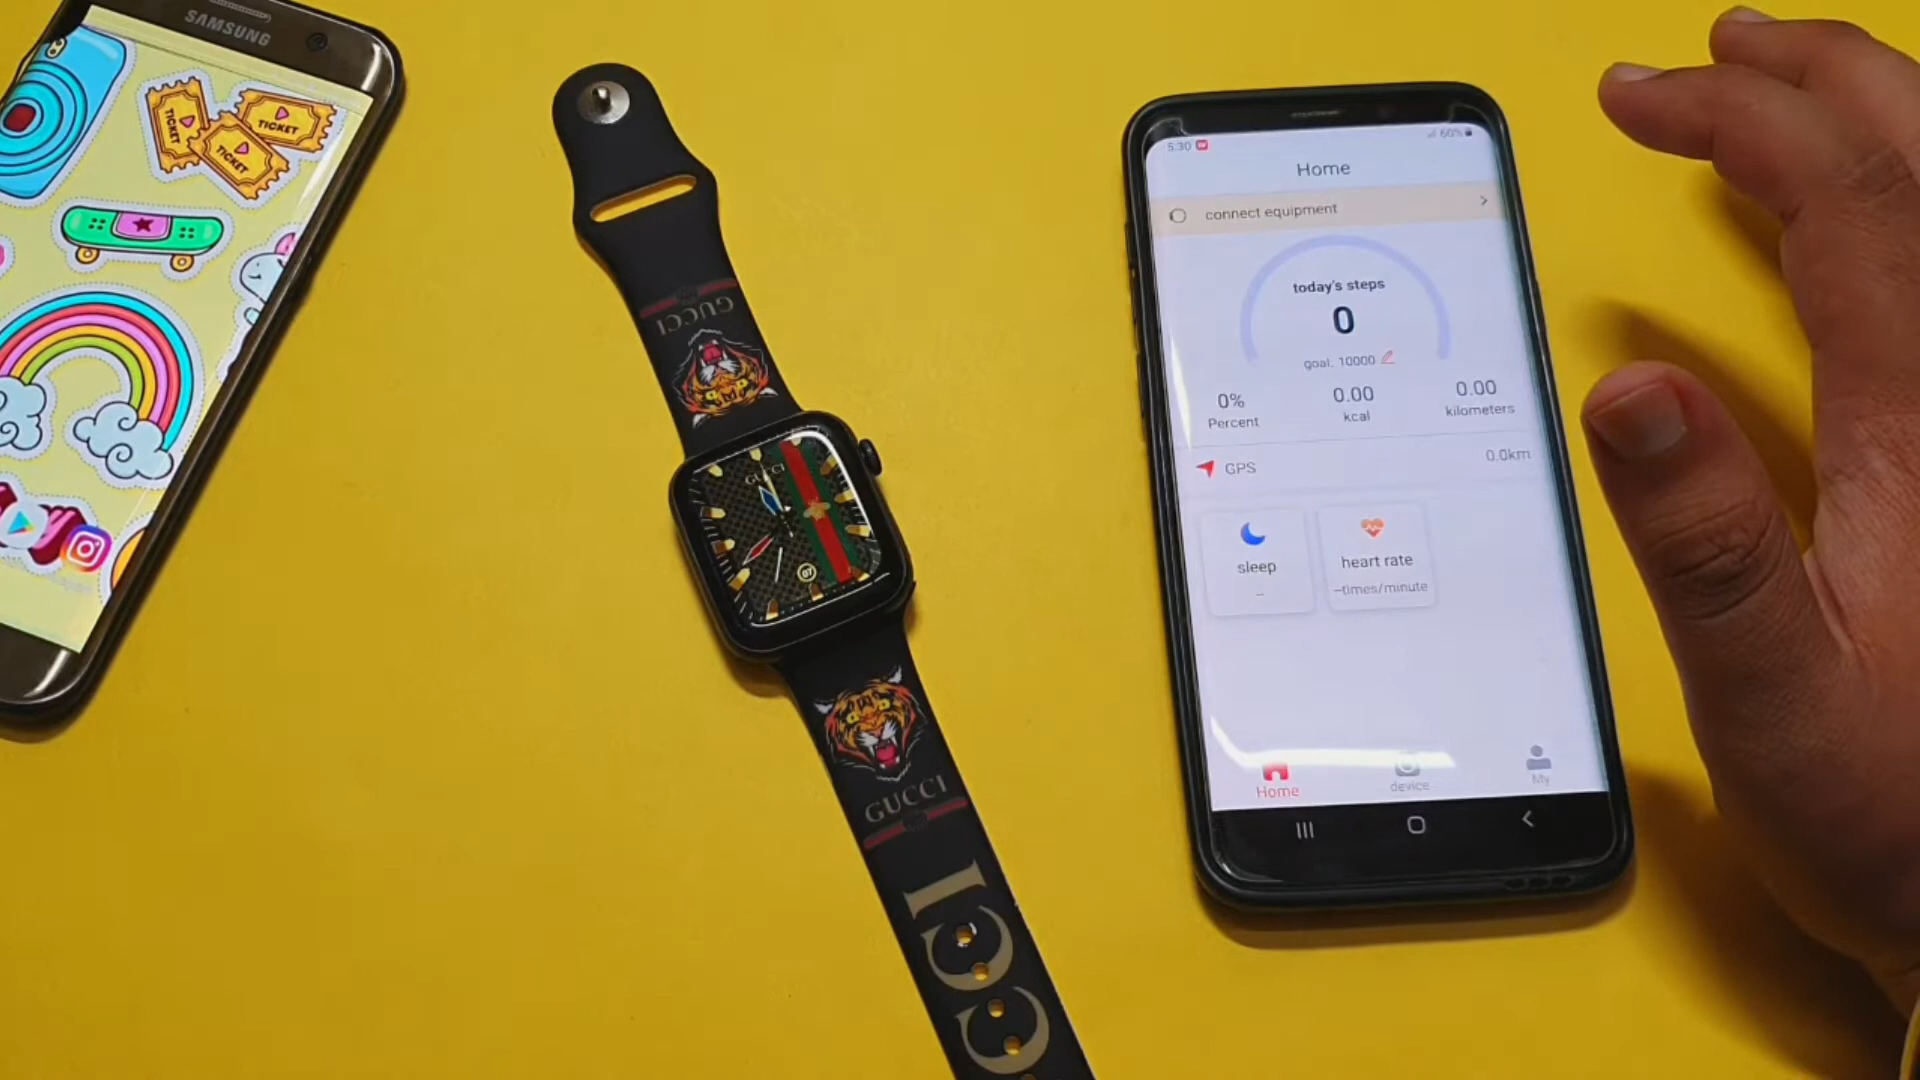 SAMSUNG
TICKET
TICKET
TICKET
GUCCI
GUCCI
07
GUCCI
5:30
60%
Home
connect equipment
today's steps
0
goal: 10000
0%
Percent
0.00
kcal
0.00
kilometers
GPS
0.0km
sleep
--
heart rate
--times/minute
Home
device
My